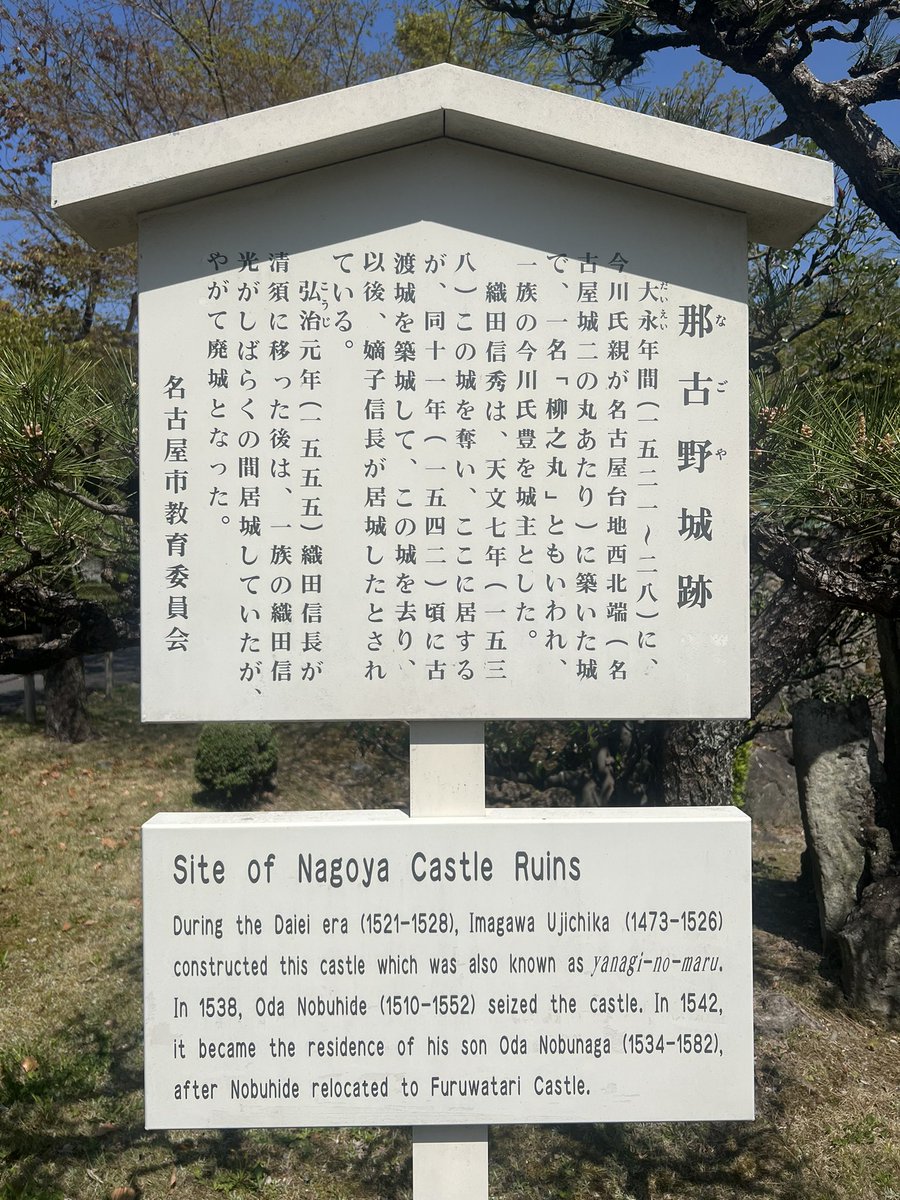 那古野城跡
なごや
大永年間(一五二一~二八)に、
だいえい
今川氏親が名古屋台地西北端(名
古屋城二の丸あたり)に築いた城
で、一名「柳之丸」ともいわれ、
一族の今川氏豊を城主とした。
織田信秀は、天文七年(一五三
八)この城を奪い、ここに居する
が、同十一年(一五四二)頃に古
渡城を築城して、この城を去り、
以後、嫡子信長が居城したとされ
ている。
弘治元年(一五五五)織田信長が
こうじ
清須に移った後は、一族の織田信
光がしばらくの間居城していたが、
やがて廃城となった。
名古屋市教育委員会
Site of Nagoya Castle Ruins
During the Daiei era (1521-1528), Imagawa Ujichika (1473-1526)
constructed this castle which was also known as yanagi-no-maru.
In 1538, Oda Nobuhide (1510-1552) seized the castle. In 1542,
it became the residence of his son Oda Nobunaga (1534-1582),
after Nobuhide relocated to Furuwatari Castle.